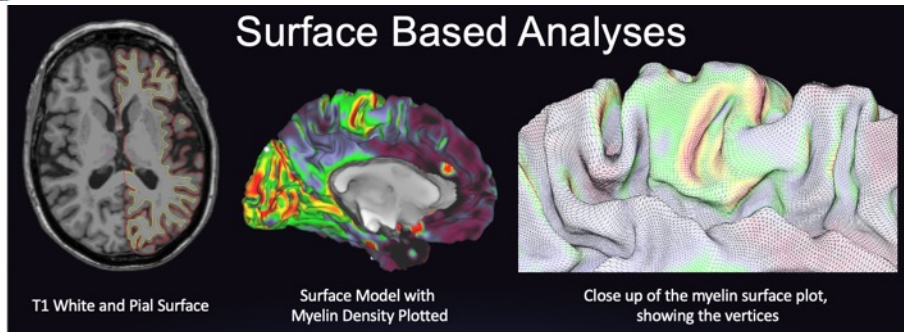 Surface Based Analyses
T1 White and Pial Surface
Surface Model with
Myelin Density Plotted
Close up of the myelin surface plot,
showing the vertices